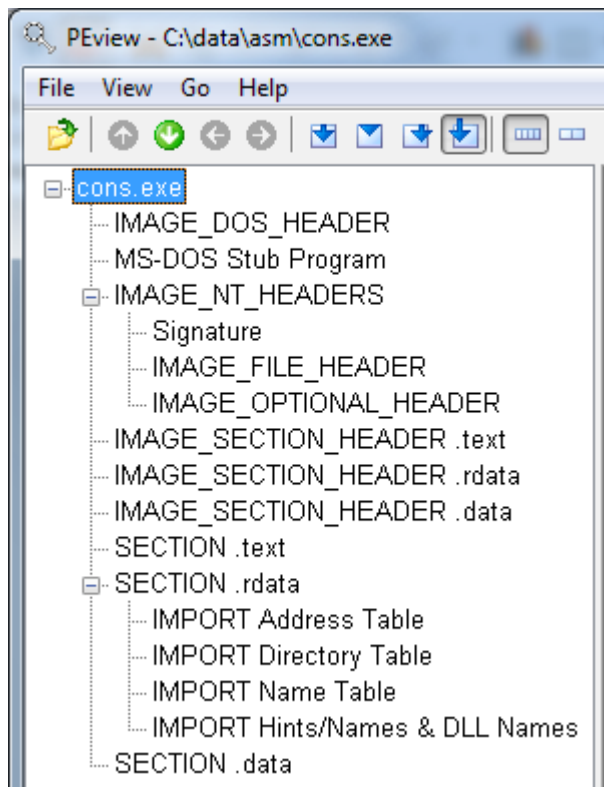 PEview - C:\data\asm\cons.exe
File View Go Help
cons.exe
IMAGE_DOS_HEADER
MS-DOS Stub Program
IMAGE_NT_HEADERS
Signature
IMAGE_FILE_HEADER
IMAGE_OPTIONAL_HEADER
IMAGE_SECTION_HEADER .text
IMAGE_SECTION_HEADER .rdata
IMAGE_SECTION_HEADER .data
SECTION .text
SECTION .rdata
IMPORT Address Table
IMPORT Directory Table
IMPORT Name Table
IMPORT Hints/Names & DLL Names
SECTION .data